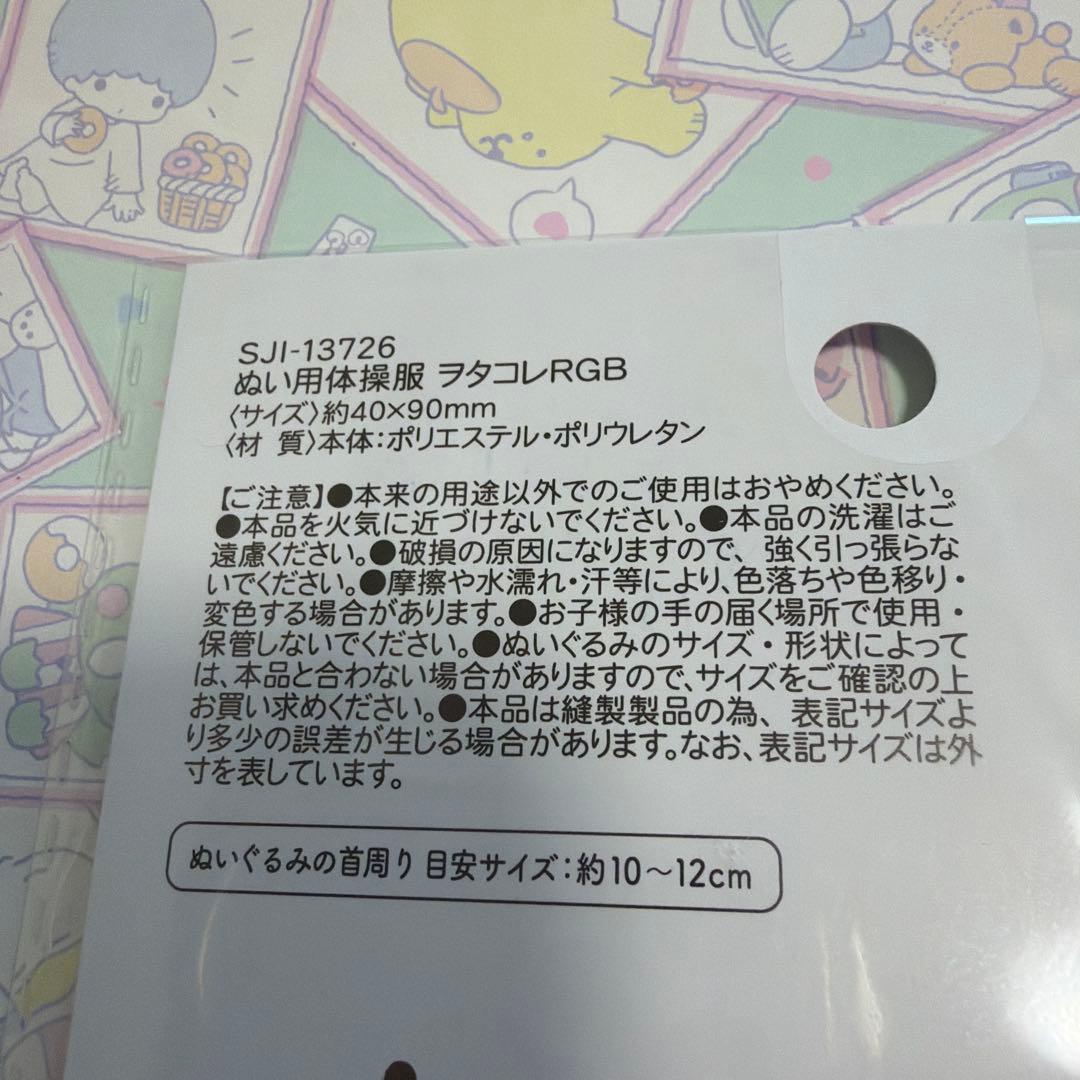 SJI-13726
ぬい用体操服 ヲタコレRGB
〈サイズ〉約40×90mm
〈材 質〉本体：ポリエステル・ポリウレタン
【ご注意】●本来の用途以外でのご使用はおやめください。
●本品を火気に近づけないでください。●本品の洗濯はご
遠慮ください。●破損の原因になりますので、強く引っ張らな
いでください。●摩擦や水濡れ・汗等により、色落ちや色移り・
変色する場合があります。●お子様の手の届く場所で使用・
保管しないでください。●ぬいぐるみのサイズ・形状によって
は、本品と合わない場合がありますので、サイズをご確認の上
お買い求めください。●本品は縫製製品の為、表記サイズよ
り多少の誤差が生じる場合があります。なお、表記サイズは外
寸を表しています。
ぬいぐるみの首周り 目安サイズ：約10〜12cm